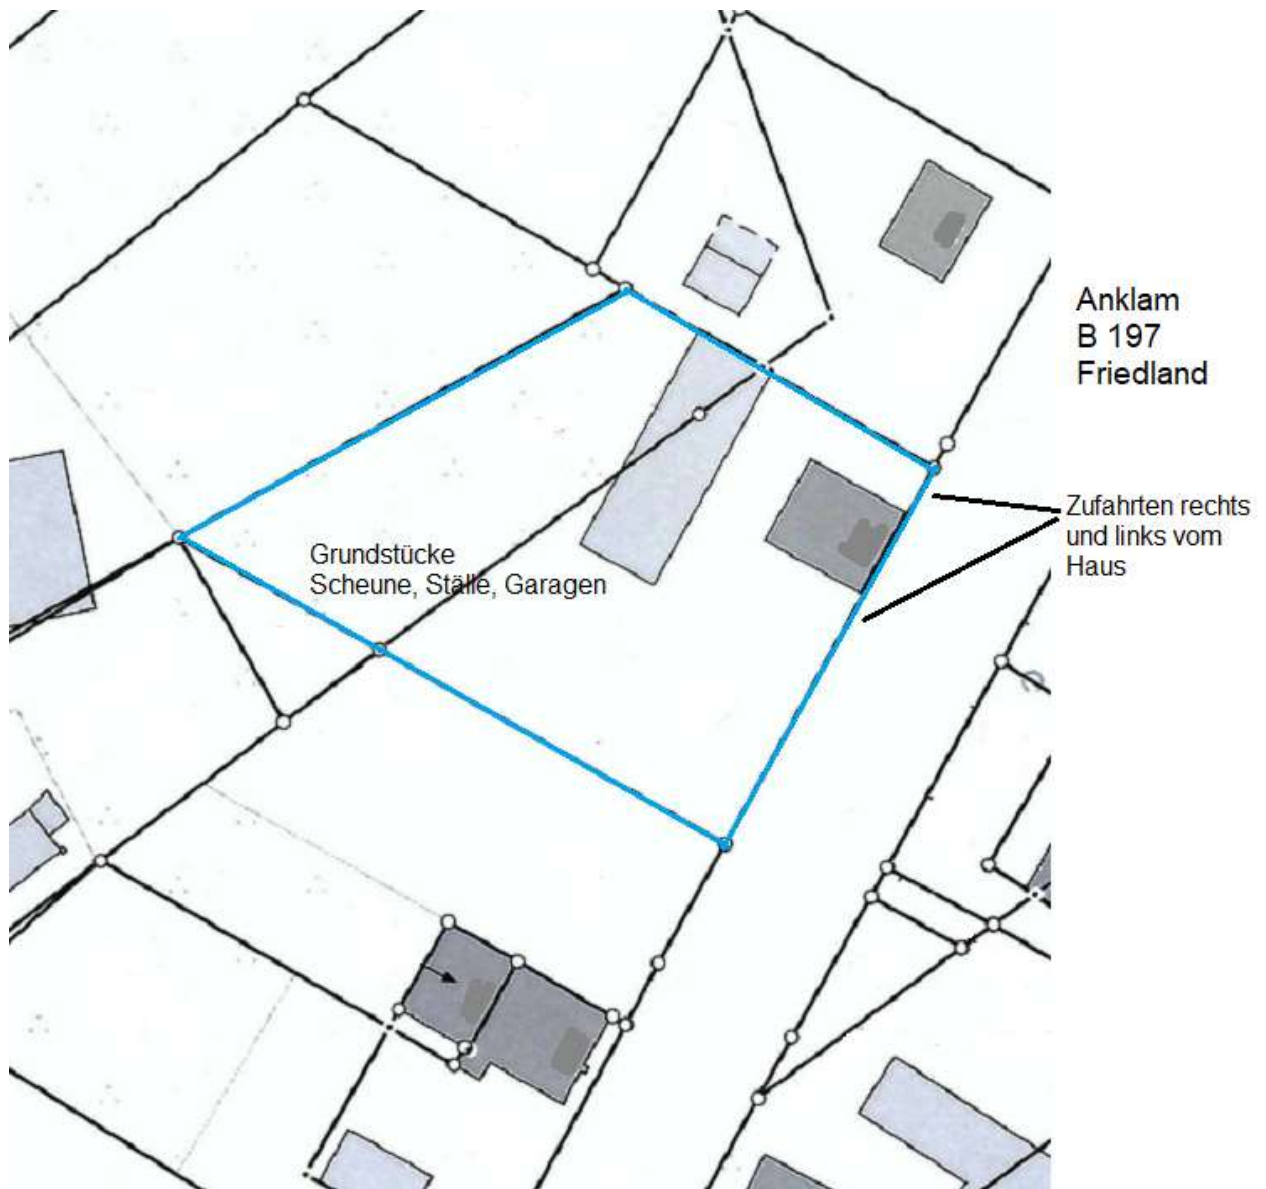 Anklam
B 197
Friedland
Zufahrten rechts
und links vom
Haus
Grundstücke
Scheune, Ställe, Garagen